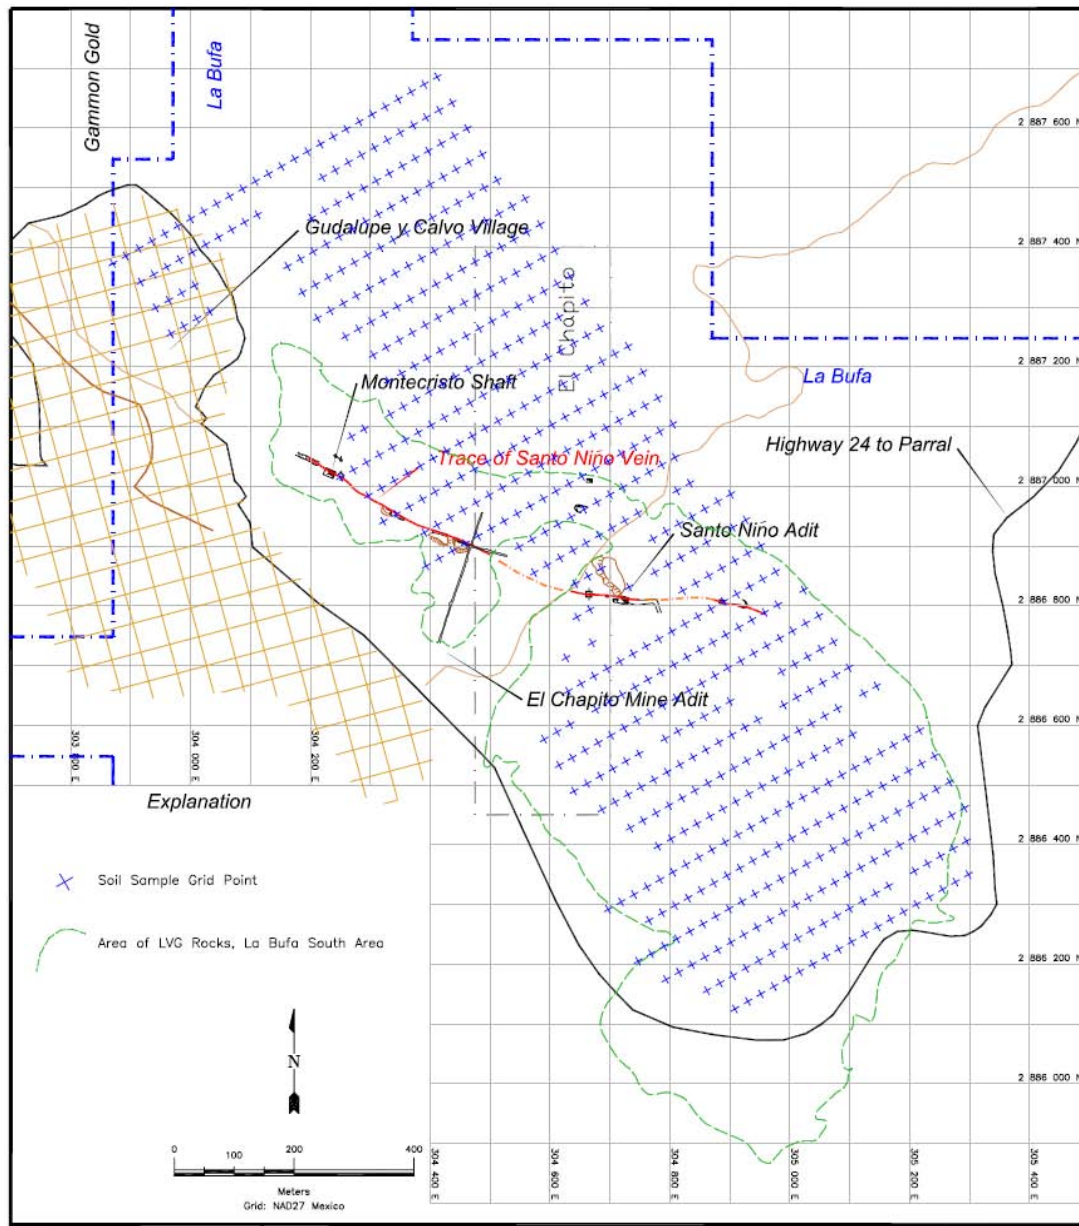 Gammon Gold
La Bufa
2 887 600 N
Gudalupe y Calvo Village
2 887 400 N
El Chapito
2 887 200 N
Montecristo Shaft
La Bufa
Highway 24 to Parral
Trace of Santo Niño Vein
2 887 000 N
Santo Niño Adit
2 886 800 N
El Chapito Mine Adit
2 886 600 N
303 800 E
304 000 E
304 200 E
Explanation
2 886 400 N
Soil Sample Grid Point
Area of LVG Rocks, La Bufa South Area
2 886 200 N
N
2 886 000 N
0 100 200 400
Meters
Grid: NAD27 Mexico
304 400 E
304 600 E
304 800 E
305 000 E
305 200 E
305 400 E